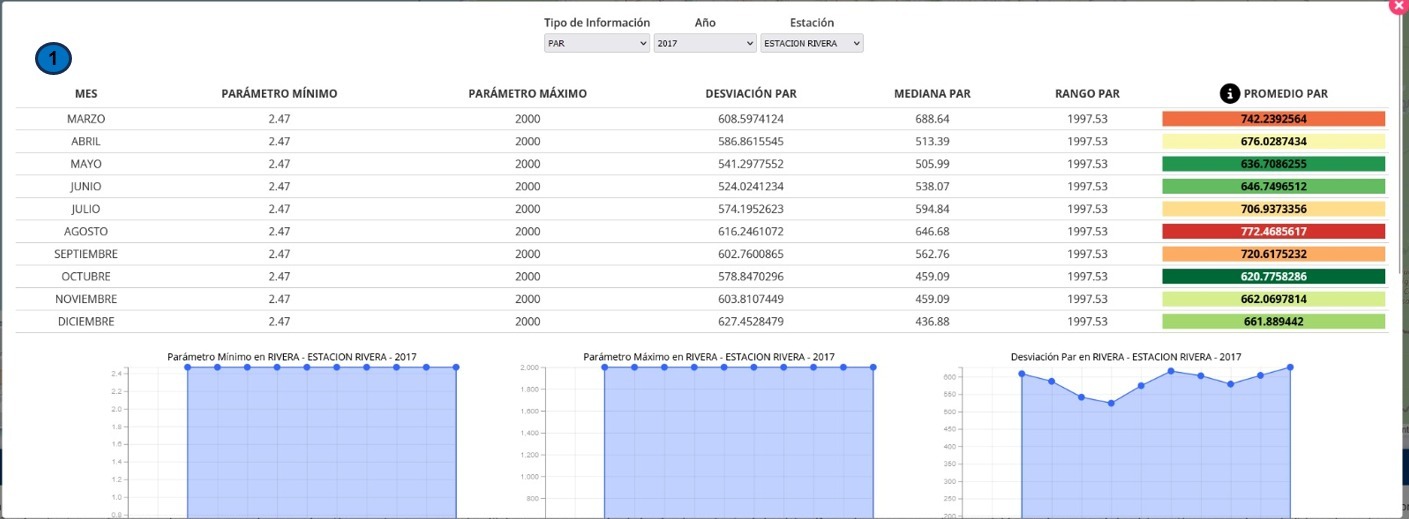 Tipo de Información Año Estación
PAR 2017 ESTACION RIVERA
1
MES PARÁMETRO MÍNIMO PARÁMETRO MÁXIMO DESVIACIÓN PAR MEDIANA PAR RANGO PAR i PROMEDIO PAR
MARZO 2.47 2000 608.5974124 688.64 1997.53 742.2392564
ABRIL 2.47 2000 586.8615545 513.39 1997.53 676.0287434
MAYO 2.47 2000 541.2977552 505.99 1997.53 636.7086255
JUNIO 2.47 2000 524.0241234 538.07 1997.53 646.7496512
JULIO 2.47 2000 574.1952623 594.84 1997.53 706.9373356
AGOSTO 2.47 2000 616.2461072 646.68 1997.53 772.4685617
SEPTIEMBRE 2.47 2000 602.7600865 562.76 1997.53 720.6175232
OCTUBRE 2.47 2000 578.8470296 459.09 1997.53 620.7758286
NOVIEMBRE 2.47 2000 603.8107449 459.09 1997.53 662.0697814
DICIEMBRE 2.47 2000 627.4528479 436.88 1997.53 661.889442
Parámetro Mínimo en RIVERA - ESTACION RIVERA - 2017
2.4
2.2
2.0
1.8
1.6
1.4
1.2
1.0
0.8
Parámetro Máximo en RIVERA - ESTACION RIVERA - 2017
2,000
1,800
1,600
1,400
1,200
1,000
800
Desviación Par en RIVERA - ESTACION RIVERA - 2017
600
550
500
450
400
350
300
250
200